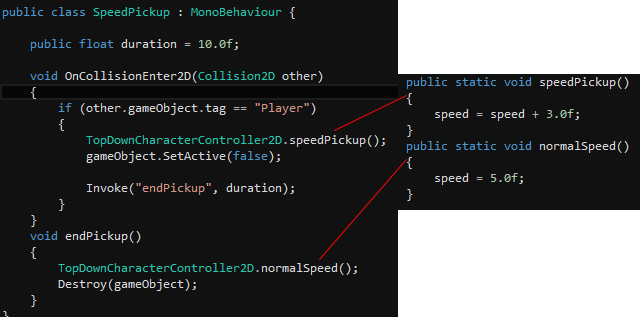 public class SpeedPickup : MonoBehaviour {
public float duration = 10.0f;
void OnCollisionEnter2D(Collision2D other)
{
if (other.gameObject.tag == "Player")
{
TopDownCharacterController2D.speedPickup();
gameObject.SetActive(false);
Invoke("endPickup", duration);
}
}
void endPickup()
{
TopDownCharacterController2D.normalSpeed();
Destroy(gameObject);
}
}
public static void speedPickup()
{
speed = speed + 3.0f;
}
public static void normalSpeed()
{
speed = 5.0f;
}